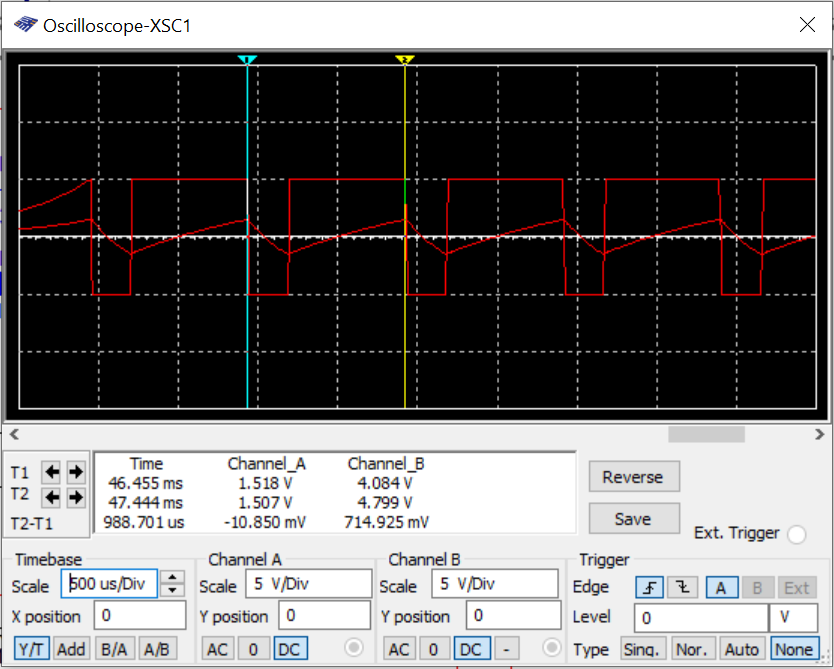 Oscilloscope-XSC1
1
2
Time Channel_A Channel_B
T1 46.455 ms 1.518 V 4.084 V
T2 47.444 ms 1.507 V 4.799 V
T2-T1 988.701 us -10.850 mV 714.925 mV
Reverse
Save
Ext. Trigger
Timebase Channel A Channel B Trigger
Scale 500 us/Div Scale 5 V/Div Scale 5 V/Div Edge A B Ext
X position 0 Y position 0 Y position 0 Level 0 V
Y/T Add B/A A/B AC 0 DC AC 0 DC - Type Sing. Nor. Auto None